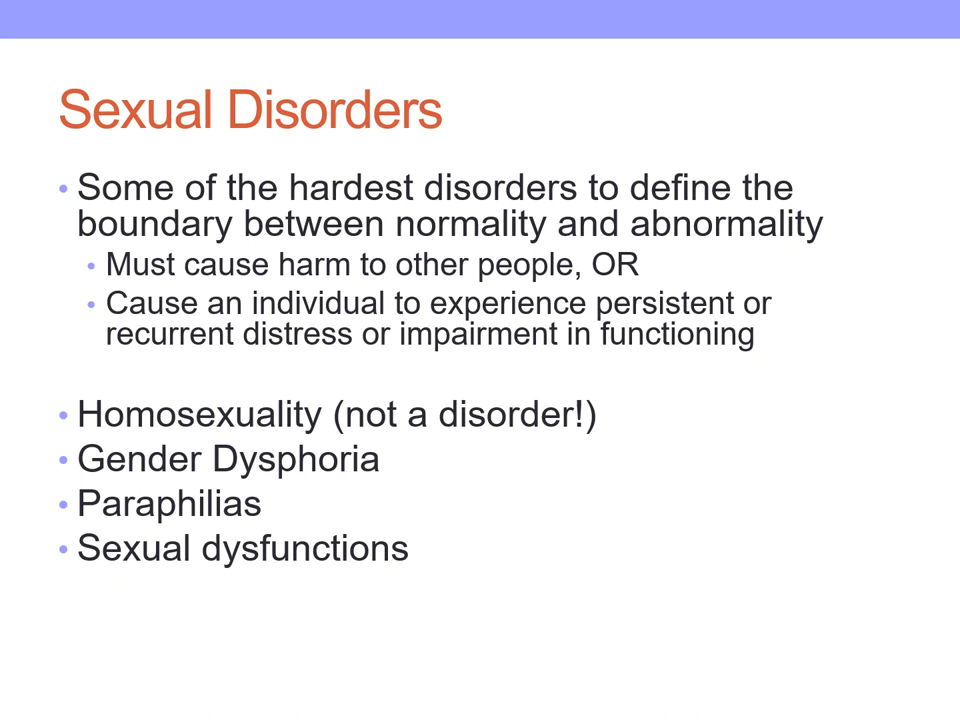 Sexual Disorders
• Some of the hardest disorders to define the
boundary between normality and abnormality
• Must cause harm to other people, OR
• Cause an individual to experience persistent or
recurrent distress or impairment in functioning
• Homosexuality (not a disorder!)
• Gender Dysphoria
• Paraphilias
• Sexual dysfunctions